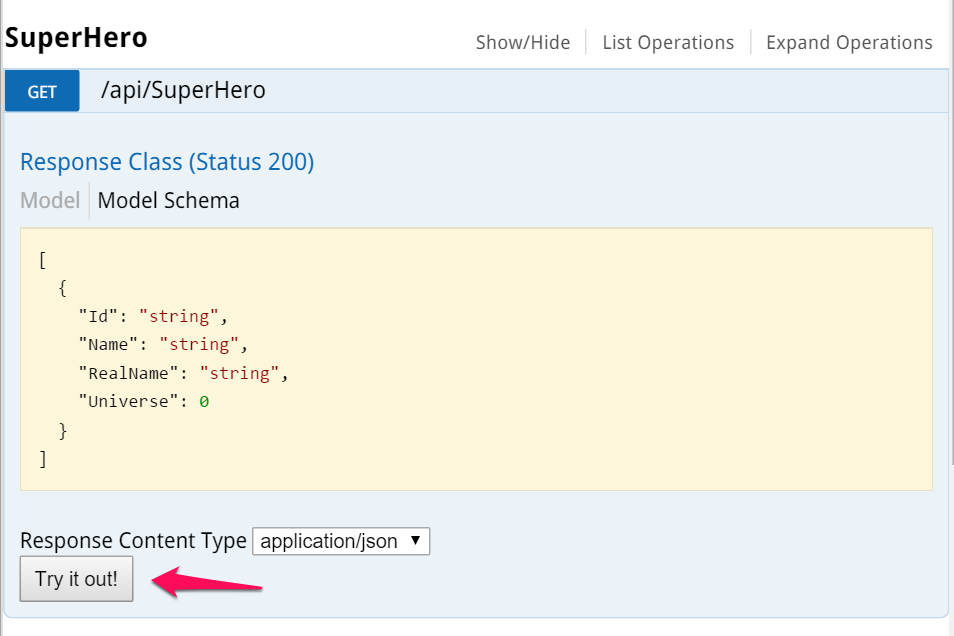 SuperHero
Show/Hide List Operations Expand Operations
GET /api/SuperHero
Response Class (Status 200)
Model Model Schema
[
{
"Id": "string",
"Name": "string",
"RealName": "string",
"Universe": 0
}
]
Response Content Type application/json
Try it out!